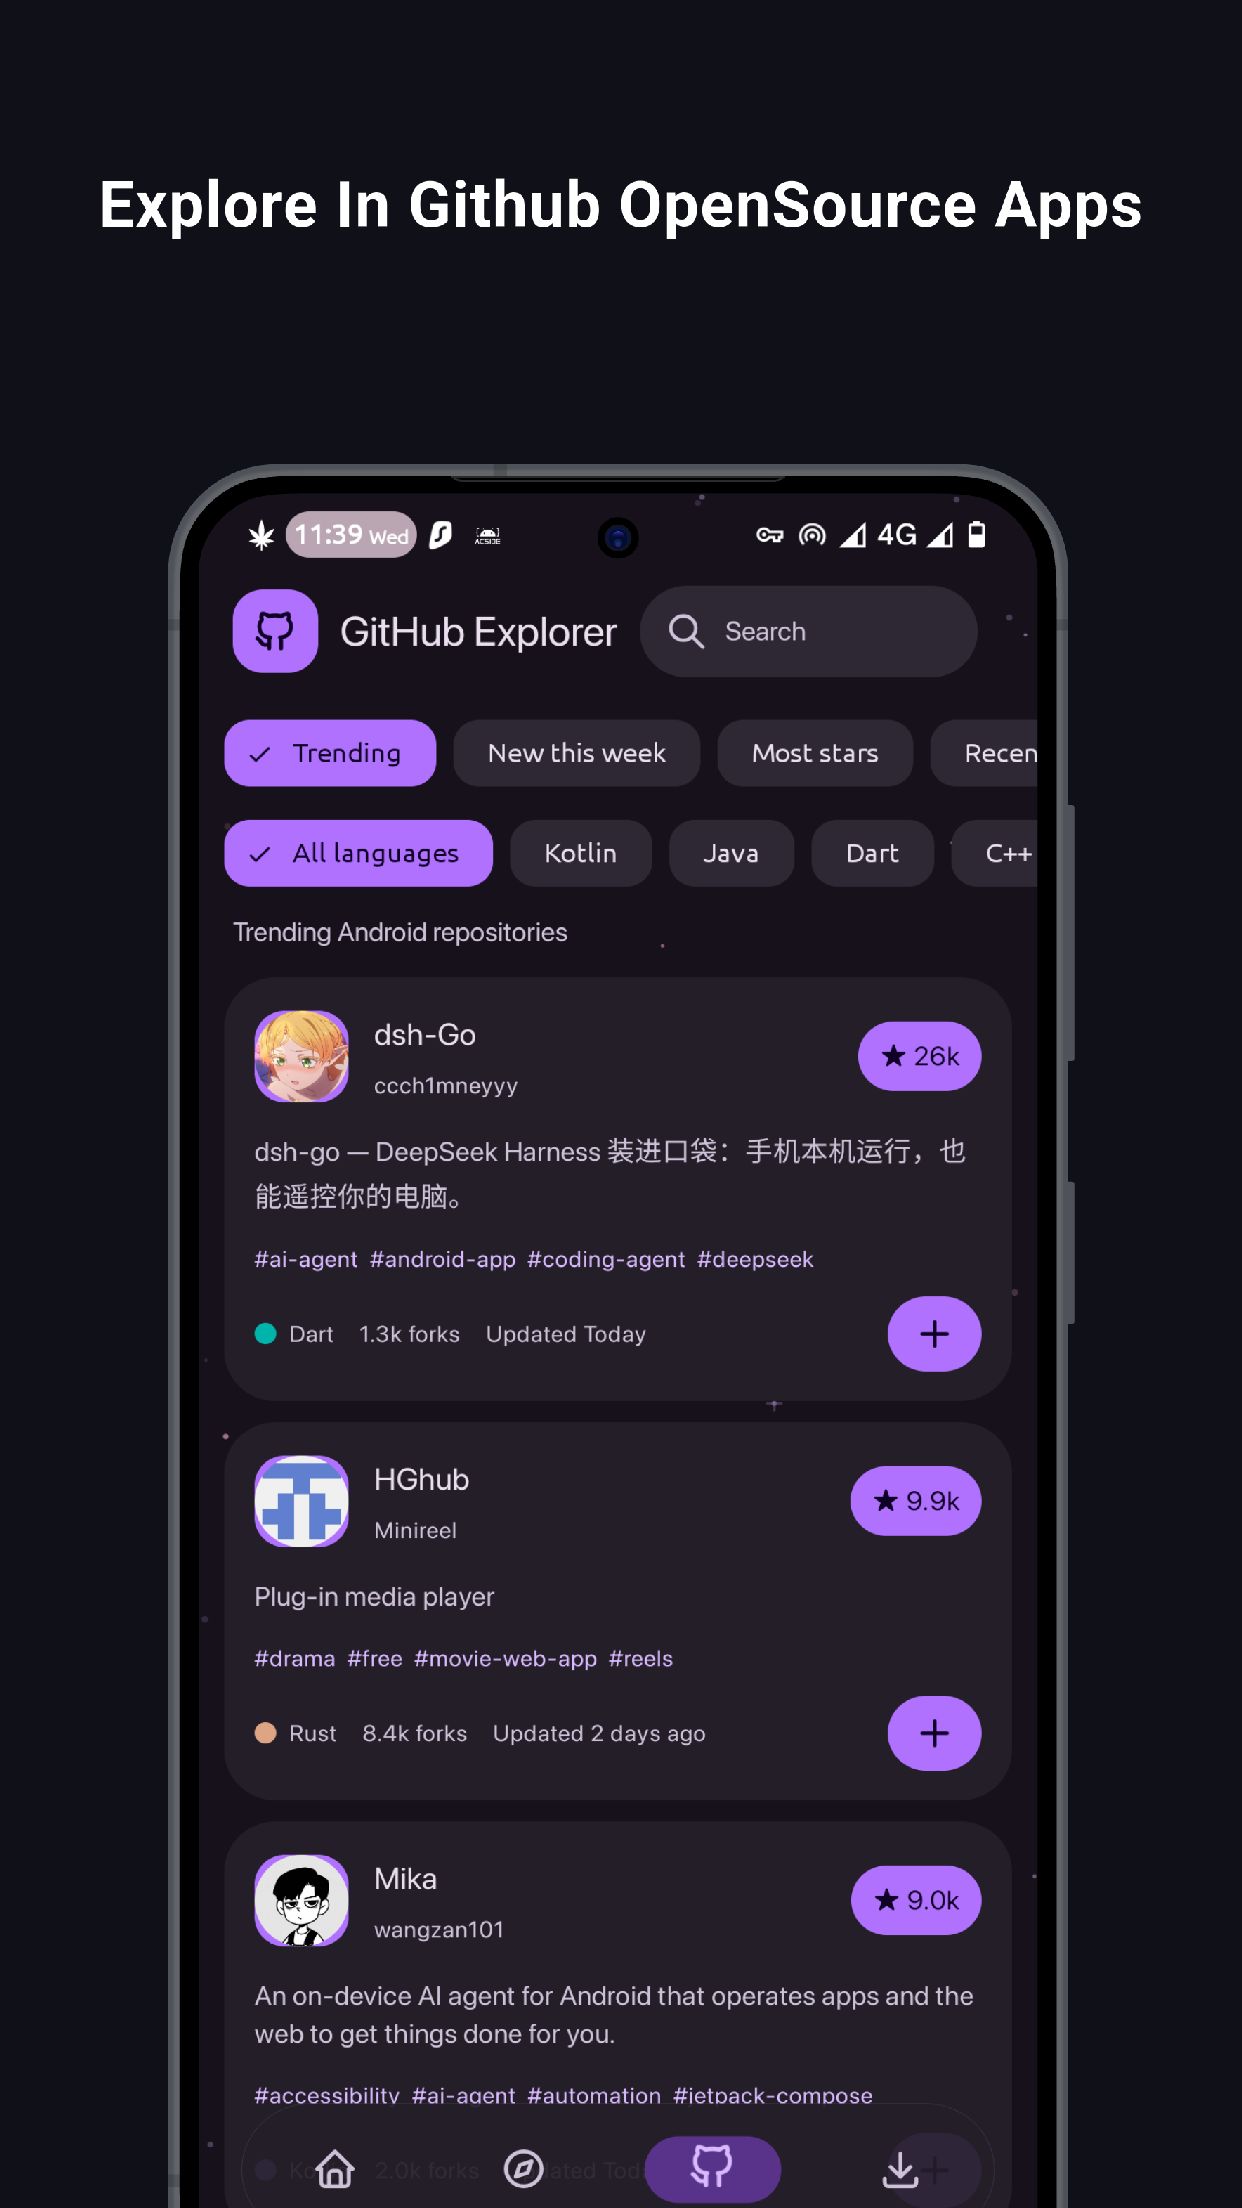 Explore In Github OpenSource Apps
11:39 Wed
ACSIDE
4G
GitHub Explorer
Search
Trending
New this week
Most stars
Recen
All languages
Kotlin
Java
Dart
C++
Trending Android repositories
dsh-Go
ccch1mneyyy
★ 26k
dsh-go — DeepSeek Harness 装进口袋：手机本机运行，也
能遥控你的电脑。
#ai-agent #android-app #coding-agent #deepseek
Dart 1.3k forks Updated Today
HGhub
Minireel
★ 9.9k
Plug-in media player
#drama #free #movie-web-app #reels
Rust 8.4k forks Updated 2 days ago
Mika
wangzan101
★ 9.0k
An on-device AI agent for Android that operates apps and the
web to get things done for you.
#accessibility #ai-agent #automation #jetpack-compose
2.0k forks